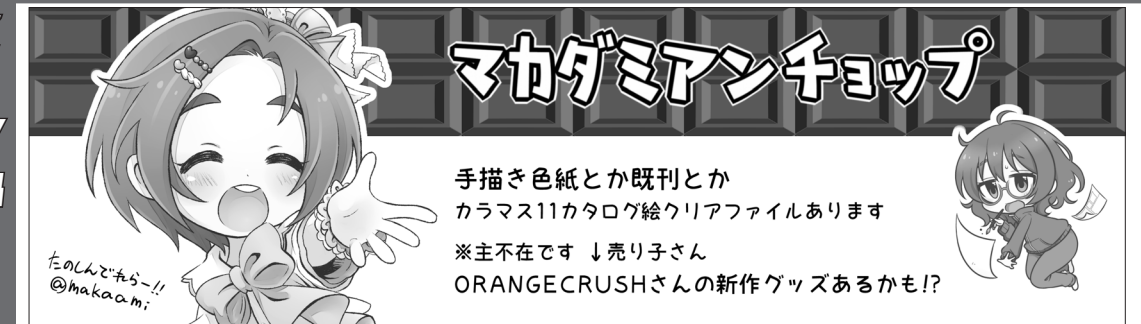 マカダミアンチョップ
手描き色紙とか既刊とか
カラマス11カタログ絵クリアファイルあります
※主不在です ↓売り子さん
ORANGECRUSHさんの新作グッズあるかも!?
たのしんでねらー!!
@makaami